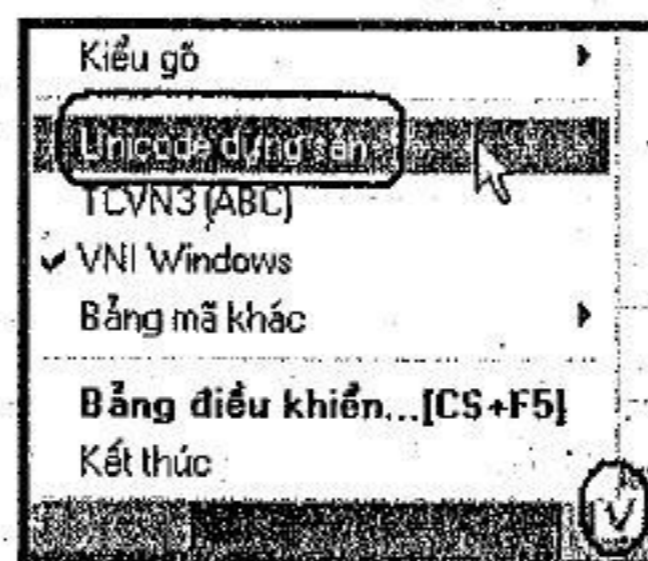 Kiểu gõ
Unicode dựng sẵn
TCVN3 (ABC)
VNI Windows
Bảng mã khác
Bảng điều khiển...[CS+F5]
Kết thúc
V